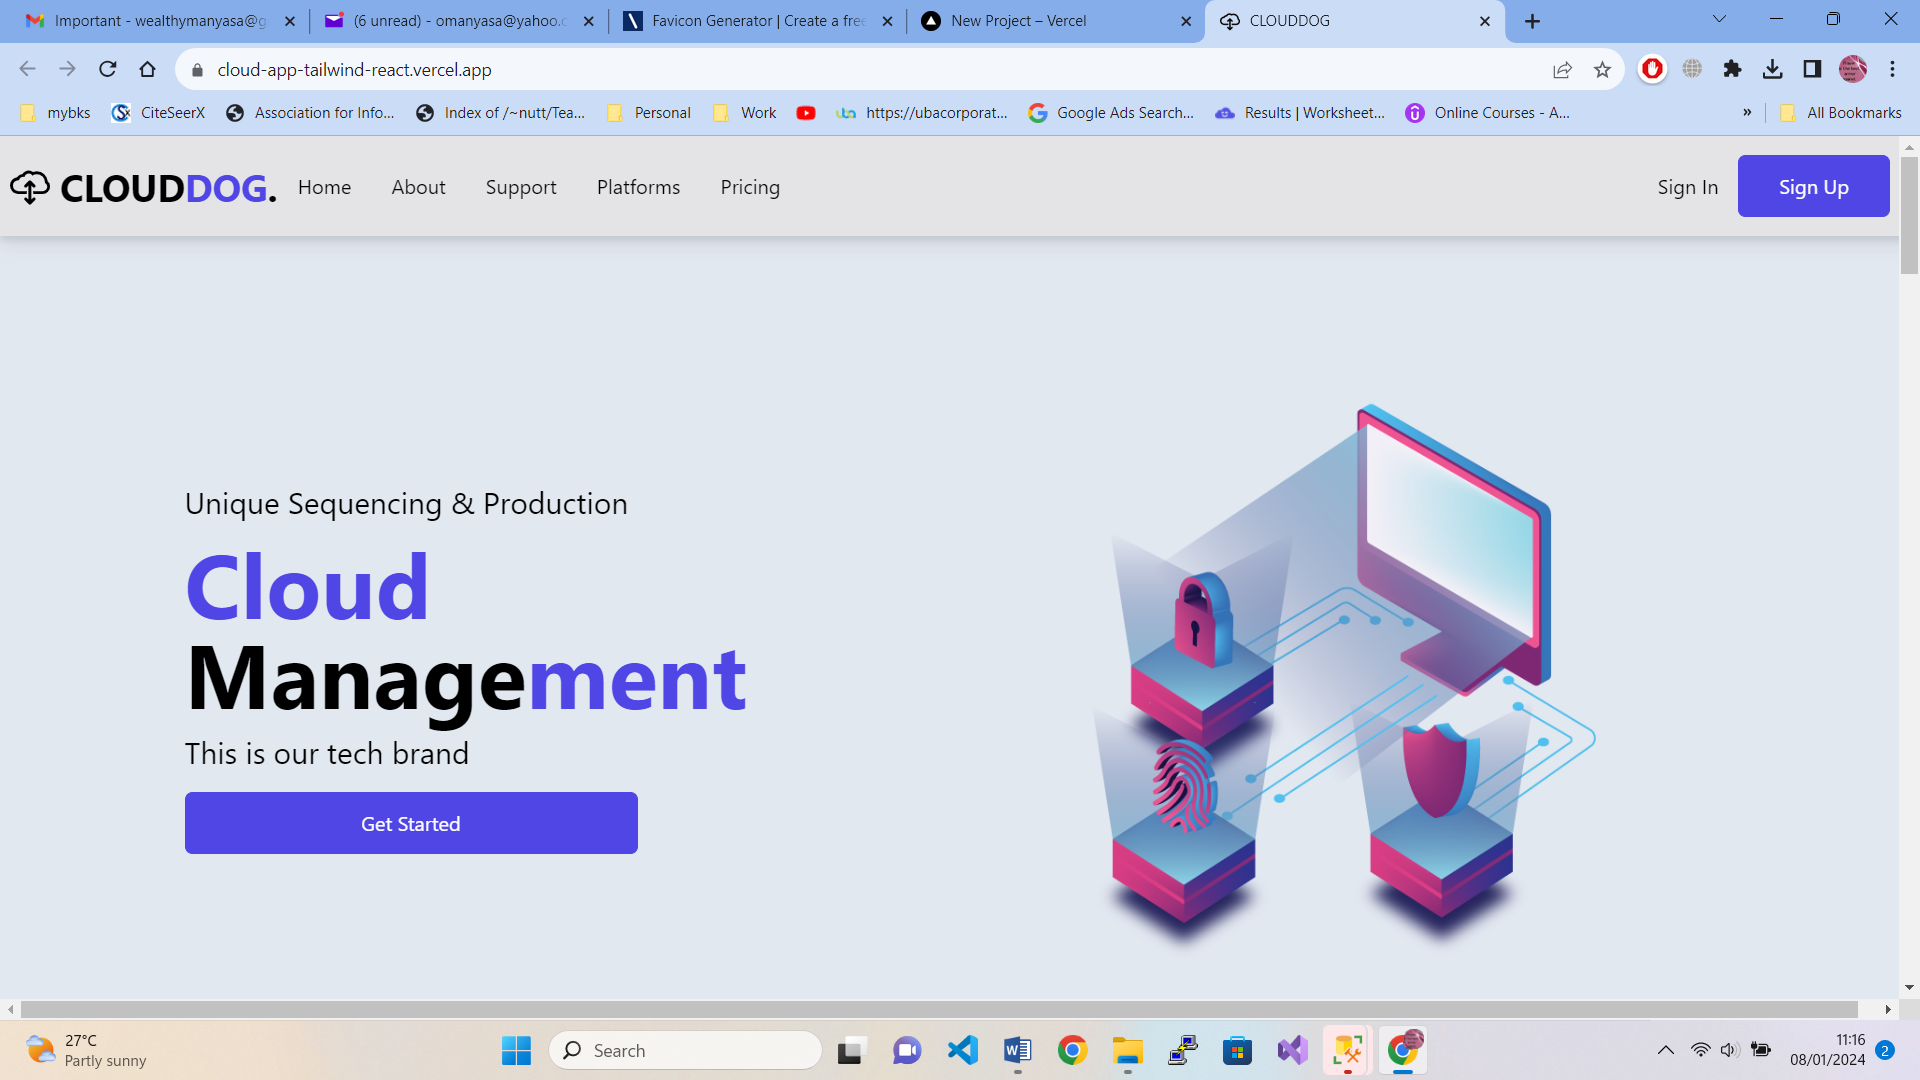 Important - wealthymanyasa@g
(6 unread) - omanyasa@yahoo.c
Favicon Generator | Create a free
New Project – Vercel
CLOUDDOG
cloud-app-tailwind-react.vercel.app
mybks
CiteSeerX
Association for Info...
Index of /~nutt/Tea...
Personal
Work
https://ubacorporat...
Google Ads Search...
Results | Worksheet...
Online Courses - A...
»
All Bookmarks
CLOUDDOG.
Home
About
Support
Platforms
Pricing
Sign In
Sign Up
Unique Sequencing & Production
Cloud
Management
This is our tech brand
Get Started
27°C
Partly sunny
Search
11:16
08/01/2024
2